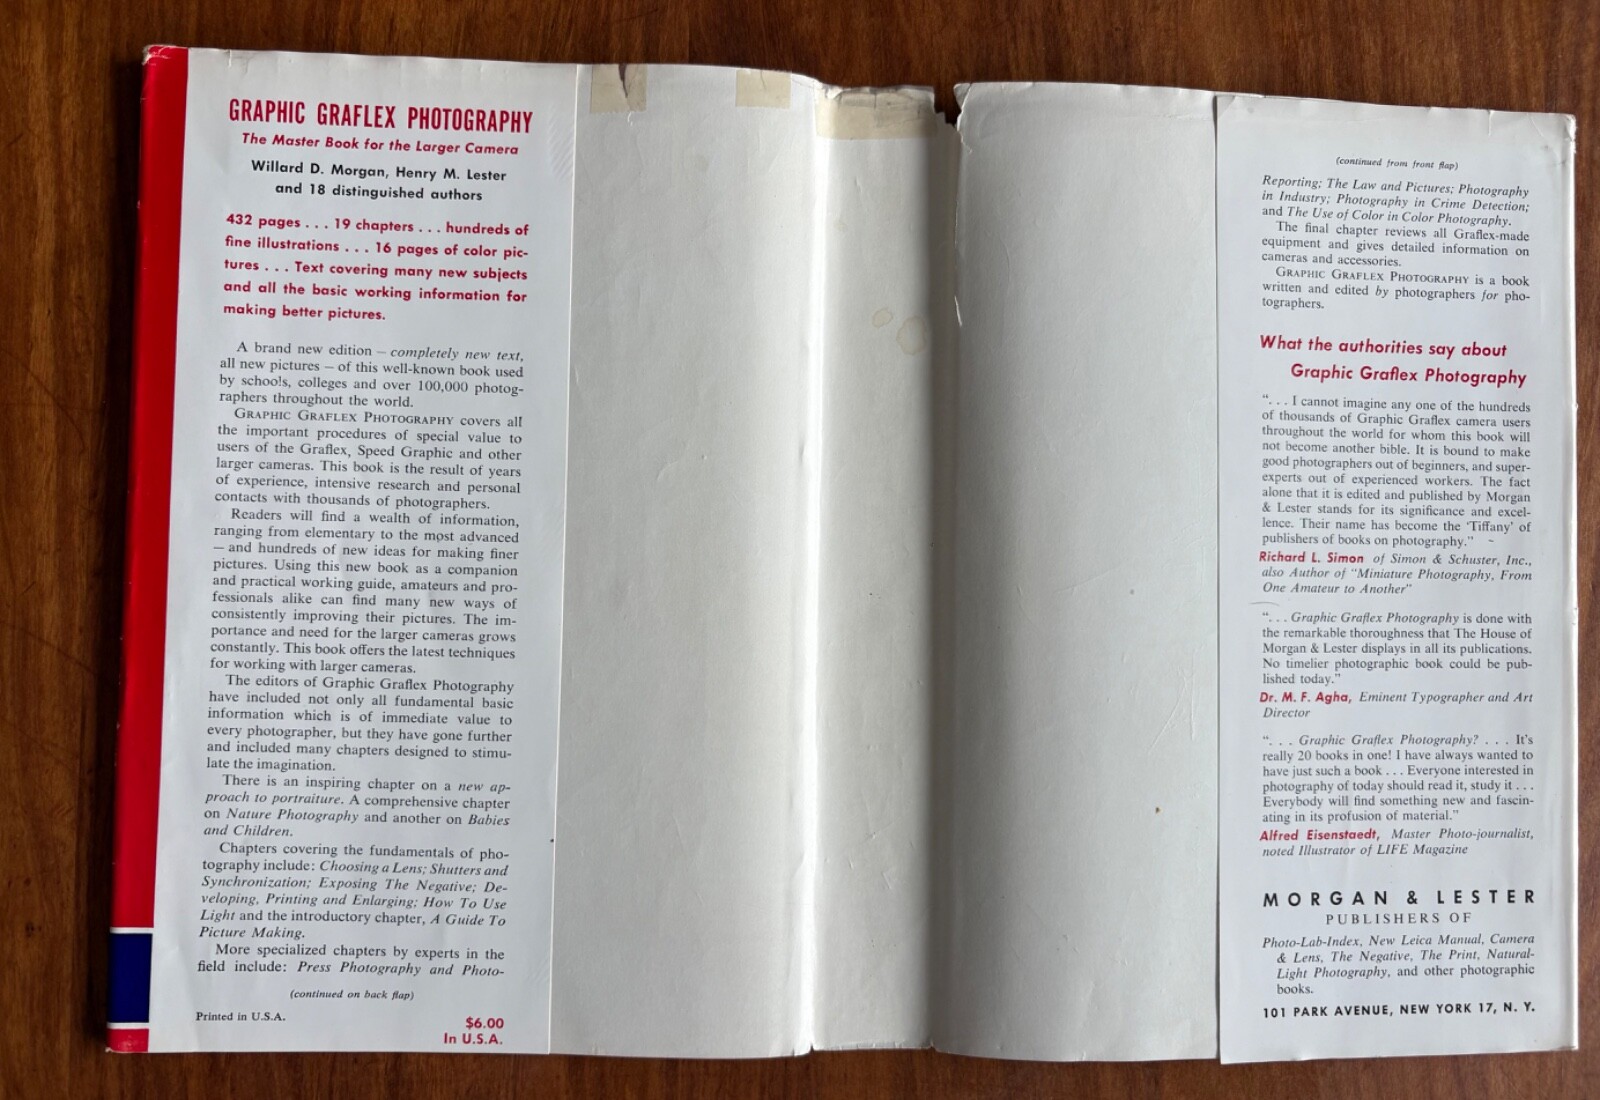 GRAPHIC GRAFLEX PHOTOGRAPHY
The Master Book for the Larger Camera
Willard D. Morgan, Henry M. Lester
and 18 distinguished authors
432 pages . . . 19 chapters . . . hundreds of
fine illustrations . . . 16 pages of color pic-
tures . . . Text covering many new subjects
and all the basic working information for
making better pictures.
A brand new edition – completely new text,
all new pictures – of this well-known book used
by schools, colleges and over 100,000 photog-
raphers throughout the world.
GRAPHIC GRAFLEX PHOTOGRAPHY covers all
the important procedures of special value to
users of the Graflex, Speed Graphic and other
larger cameras. This book is the result of years
of experience, intensive research and personal
contacts with thousands of photographers.
Readers will find a wealth of information,
ranging from elementary to the most advanced
– and hundreds of new ideas for making finer
pictures. Using this new book as a companion
and practical working guide, amateurs and pro-
fessionals alike can find many new ways of
consistently improving their pictures. The im-
portance and need for the larger cameras grows
constantly. This book offers the latest techniques
for working with larger cameras.
The editors of Graphic Graflex Photography
have included not only all fundamental basic
information which is of immediate value to
every photographer, but they have gone further
and included many chapters designed to stimu-
late the imagination.
There is an inspiring chapter on a new ap-
proach to portraiture. A comprehensive chapter
on Nature Photography and another on Babies
and Children.
Chapters covering the fundamentals of pho-
tography include: Choosing a Lens; Shutters and
Synchronization; Exposing The Negative; De-
veloping, Printing and Enlarging; How To Use
Light and the introductory chapter, A Guide To
Picture Making.
More specialized chapters by experts in the
field include: Press Photography and Photo-
(continued on back flap)
Printed in U.S.A.
$6.00
In U.S.A.
(continued from front flap)
Reporting; The Law and Pictures; Photography
in Industry; Photography in Crime Detection;
and The Use of Color in Color Photography.
The final chapter reviews all Graflex-made
equipment and gives detailed information on
cameras and accessories.
GRAPHIC GRAFLEX PHOTOGRAPHY is a book
written and edited by photographers for pho-
tographers.
What the authorities say about
Graphic Graflex Photography
“. . . I cannot imagine any one of the hundreds
of thousands of Graphic Graflex camera users
throughout the world for whom this book will
not become another bible. It is bound to make
good photographers out of beginners, and super-
experts out of experienced workers. The fact
alone that it is edited and published by Morgan
& Lester stands for its significance and excel-
lence. Their name has become the ‘Tiffany’ of
publishers of books on photography.”
Richard L. Simon of Simon & Schuster, Inc.,
also Author of "Miniature Photography, From
One Amateur to Another"
“. . . Graphic Graflex Photography is done with
the remarkable thoroughness that The House of
Morgan & Lester displays in all its publications.
No timelier photographic book could be pub-
lished today.”
Dr. M. F. Agha, Eminent Typographer and Art
Director
“. . . Graphic Graflex Photography? . . . It's
really 20 books in one! I have always wanted to
have just such a book . . . Everyone interested in
photography of today should read it, study it . . .
Everybody will find something new and fascin-
ating in its profusion of material.”
Alfred Eisenstaedt, Master Photo-journalist,
noted Illustrator of LIFE Magazine
MORGAN & LESTER
PUBLISHERS OF
Photo-Lab-Index, New Leica Manual, Camera
& Lens, The Negative, The Print, Natural-
Light Photography, and other photographic
books.
101 PARK AVENUE, NEW YORK 17, N. Y.